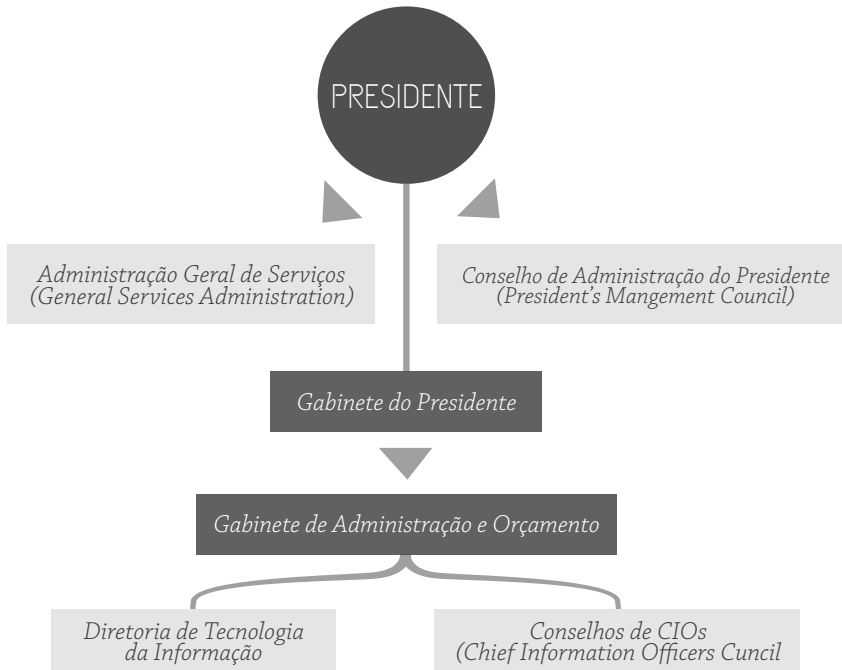 PRESIDENTE
Administração Geral de Serviços
(General Services Administration)
Conselho de Administração do Presidente
(President's Mangement Council)
Gabinete do Presidente
Gabinete de Administração e Orçamento
Diretoria de Tecnologia
da Informação
Conselhos de CIOs
(Chief Information Officers Cuncil